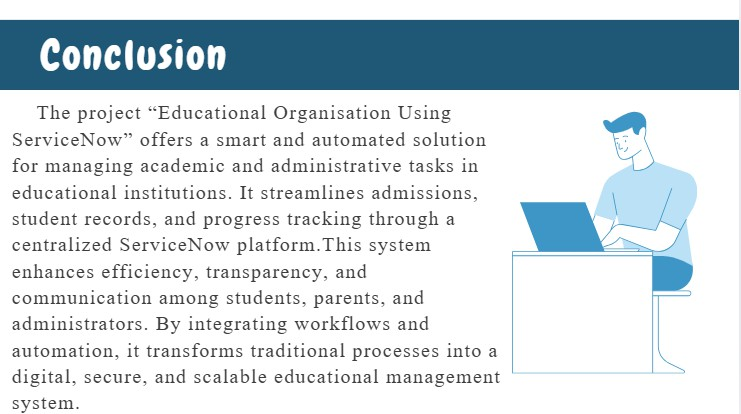 Conclusion
The project “Educational Organisation Using
ServiceNow” offers a smart and automated solution
for managing academic and administrative tasks in
educational institutions. It streamlines admissions,
student records, and progress tracking through a
centralized ServiceNow platform.This system
enhances efficiency, transparency, and
communication among students, parents, and
administrators. By integrating workflows and
automation, it transforms traditional processes into a
digital, secure, and scalable educational management
system.